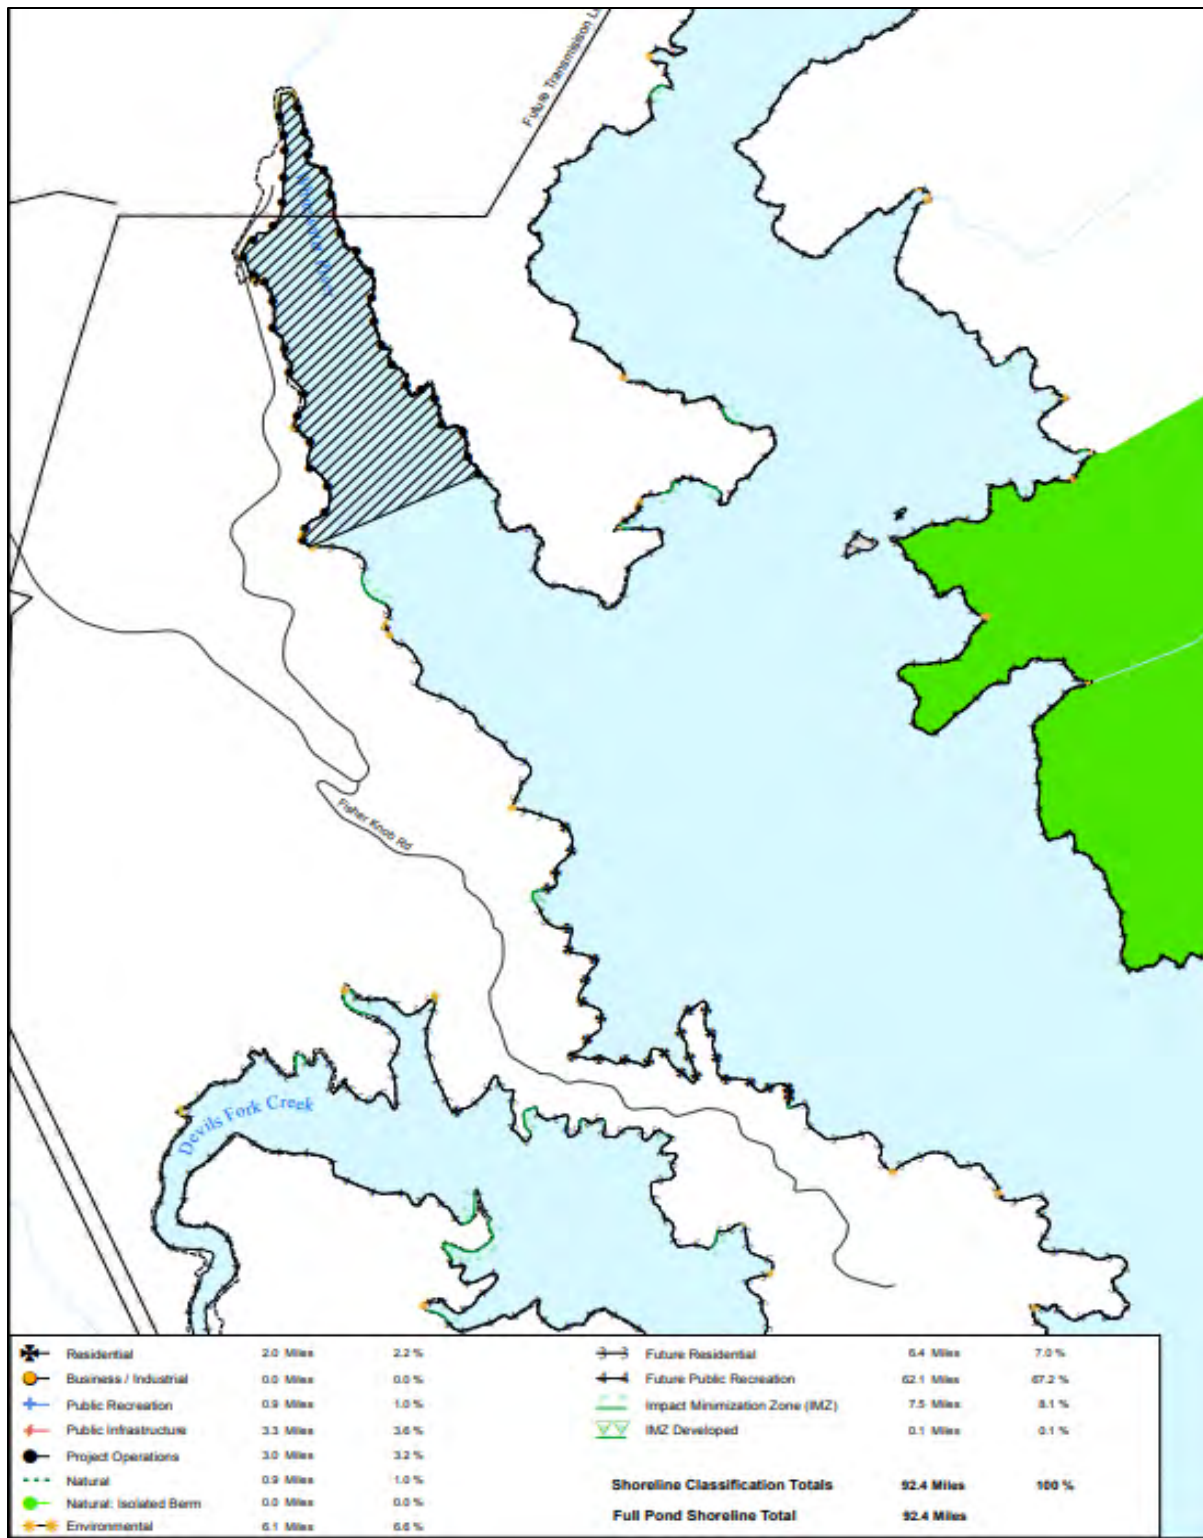 Future Transmission L
Fisher Knob Rd
Devils Fork Creek
Residential 2.0 Miles 2.2 %
Business / Industrial 0.0 Miles 0.0 %
Public Recreation 0.9 Miles 1.0 %
Public Infrastructure 3.3 Miles 3.6 %
Project Operations 3.0 Miles 3.2 %
Natural 0.9 Miles 1.0 %
Natural: Isolated Berm 0.0 Miles 0.0 %
Environmental 6.1 Miles 6.6 %
Future Residential 6.4 Miles 7.0 %
Future Public Recreation 62.1 Miles 67.2 %
Impact Minimization Zone (IMZ) 7.5 Miles 8.1 %
IMZ Developed 0.1 Miles 0.1 %
Shoreline Classification Totals 92.4 Miles 100 %
Full Pond Shoreline Total 92.4 Miles